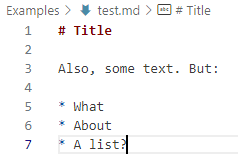 Examples > test.md > abc # Title
1 # Title
2
3 Also, some text. But:
4
5 * What
6 * About
7 * A list?